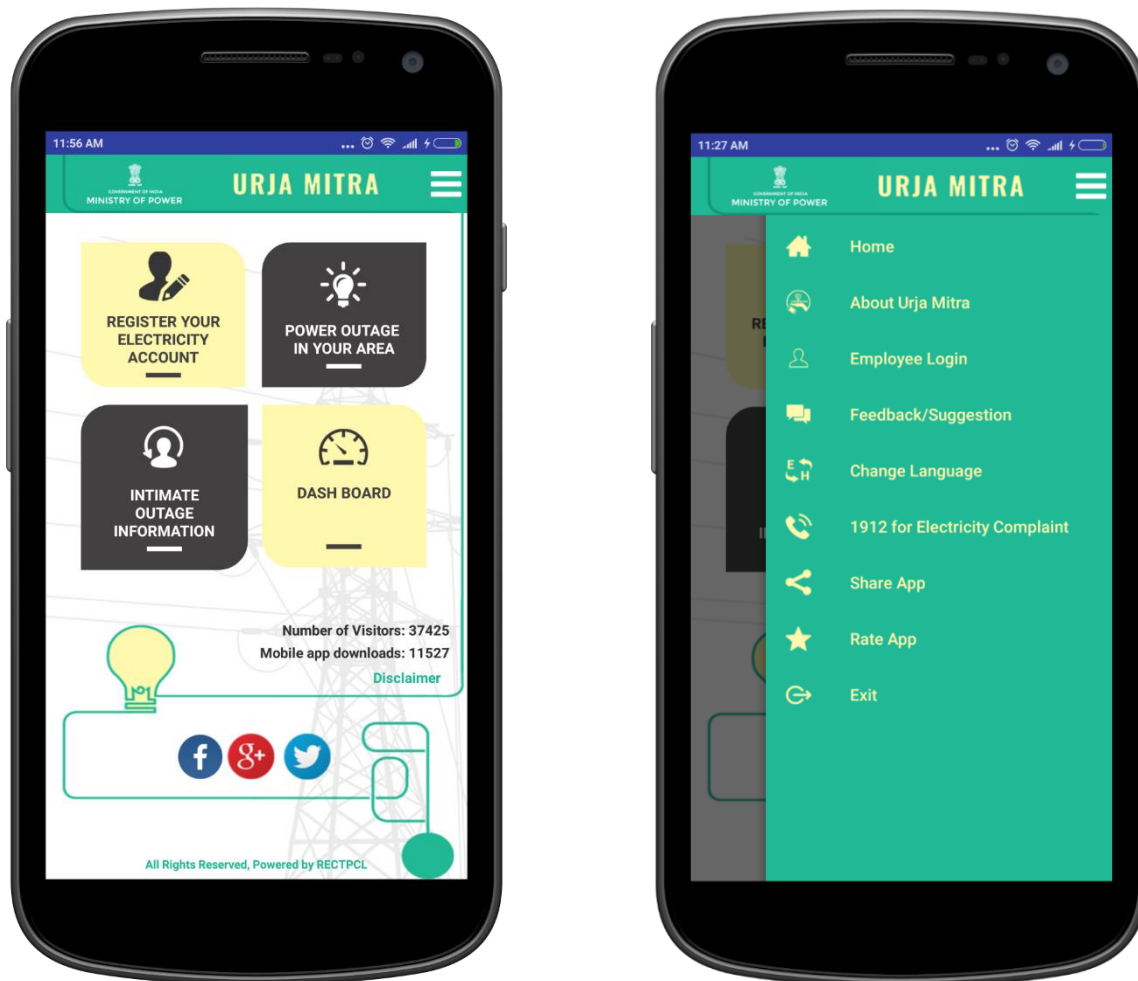 11:56 AM
GOVERNMENT OF INDIA
MINISTRY OF POWER
URJA MITRA
REGISTER YOUR
ELECTRICITY
ACCOUNT
POWER OUTAGE
IN YOUR AREA
INTIMATE
OUTAGE
INFORMATION
DASH BOARD
Number of Visitors: 37425
Mobile app downloads: 11527
Disclaimer
f
8+
All Rights Reserved, Powered by RECTPCL
11:27 AM
GOVERNMENT OF INDIA
MINISTRY OF POWER
URJA MITRA
RE
I
Home
About Urja Mitra
Employee Login
Feedback/Suggestion
E
H
Change Language
1912 for Electricity Complaint
Share App
Rate App
Exit